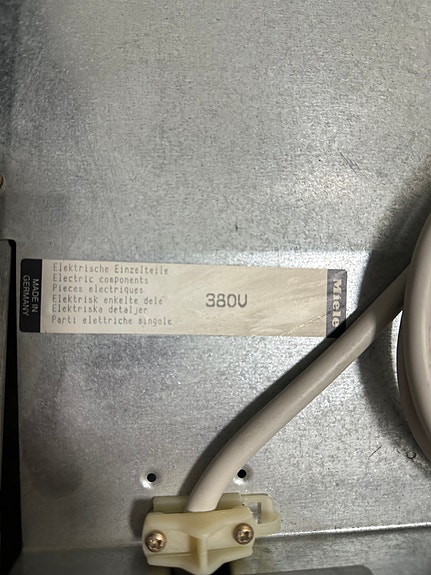 MADE IN
GERMANY
Elektrische Einzelteile
Electric components
Pieces electriques
Elektrisk enkelte dele
Elektriska detaljer
Parti elettriche singole
380V
Miele